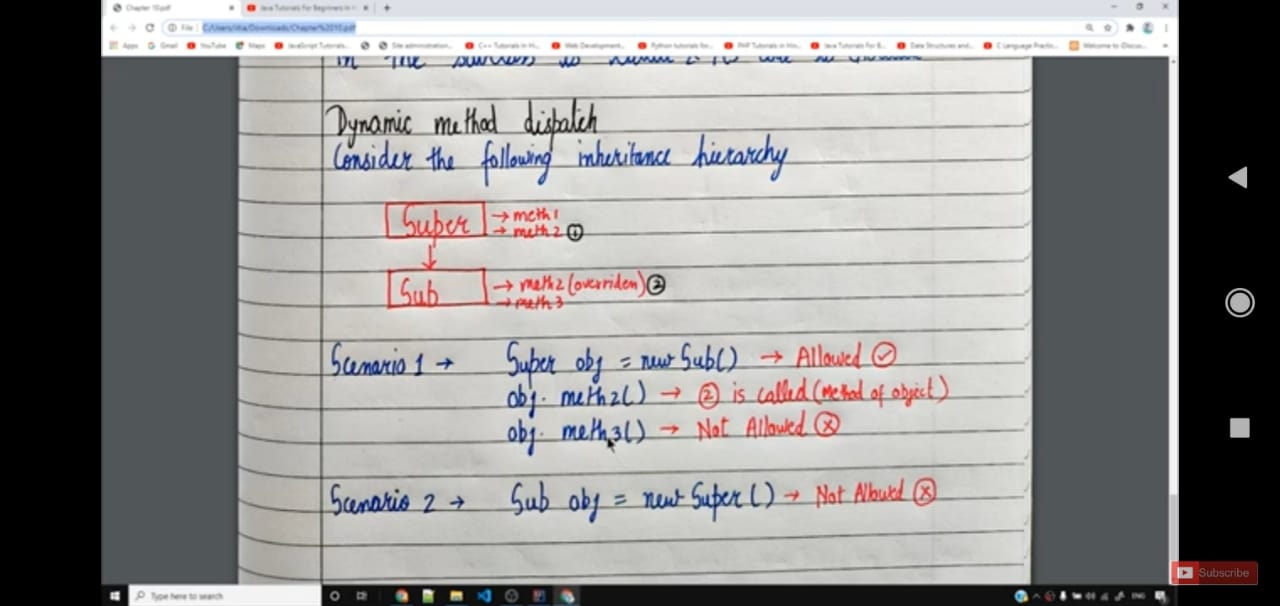 Chapter 10.pdf
Java Tutorials For Beginners In H
File
C:/Users/
/Downloads/Chapter%2010.pdf
Apps Gmail YouTube Maps JavaScript Tutorials... Site administration... C++ Tutorials In H... Web Development... Python tutorials for... PHP Tutorials in Hin... Java Tutorials For B... Data Structures and... C Language Practic... Welcome to
Dynamic method dispatch
Consider the following inheritance hierarchy
Super → meth1
→ meth2 ①
↓
Sub → meth2 (overriden) ②
→ meth3
Scenario 1 → Super obj = new Sub() → Allowed ✓
obj. meth2() → ② is called (method of object)
obj. meth3() → Not Allowed ⓧ
Scenario 2 → Sub obj = new Super() → Not Allowed ⓧ
Subscribe
Type here to search
ENG